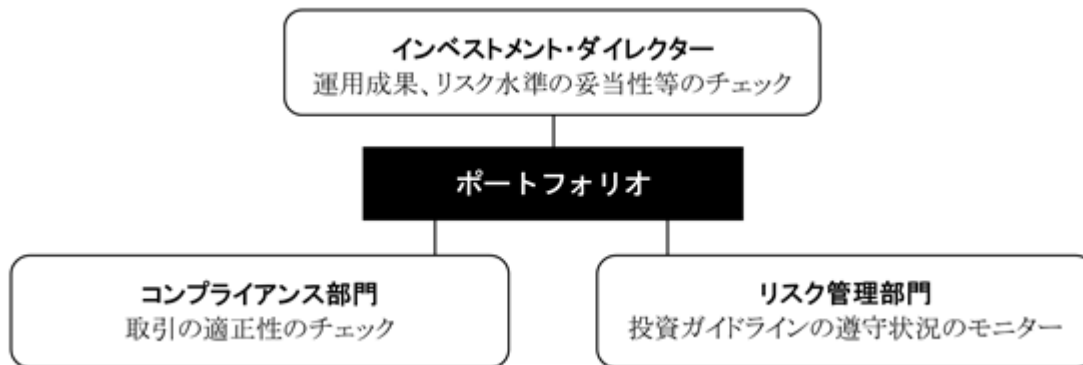 インベストメント・ダイレクター
運用成果、リスク水準の妥当性等のチェック
ポートフォリオ
コンプライアンス部門
取引の適正性のチェック
リスク管理部門
投資ガイドラインの遵守状況のモニター